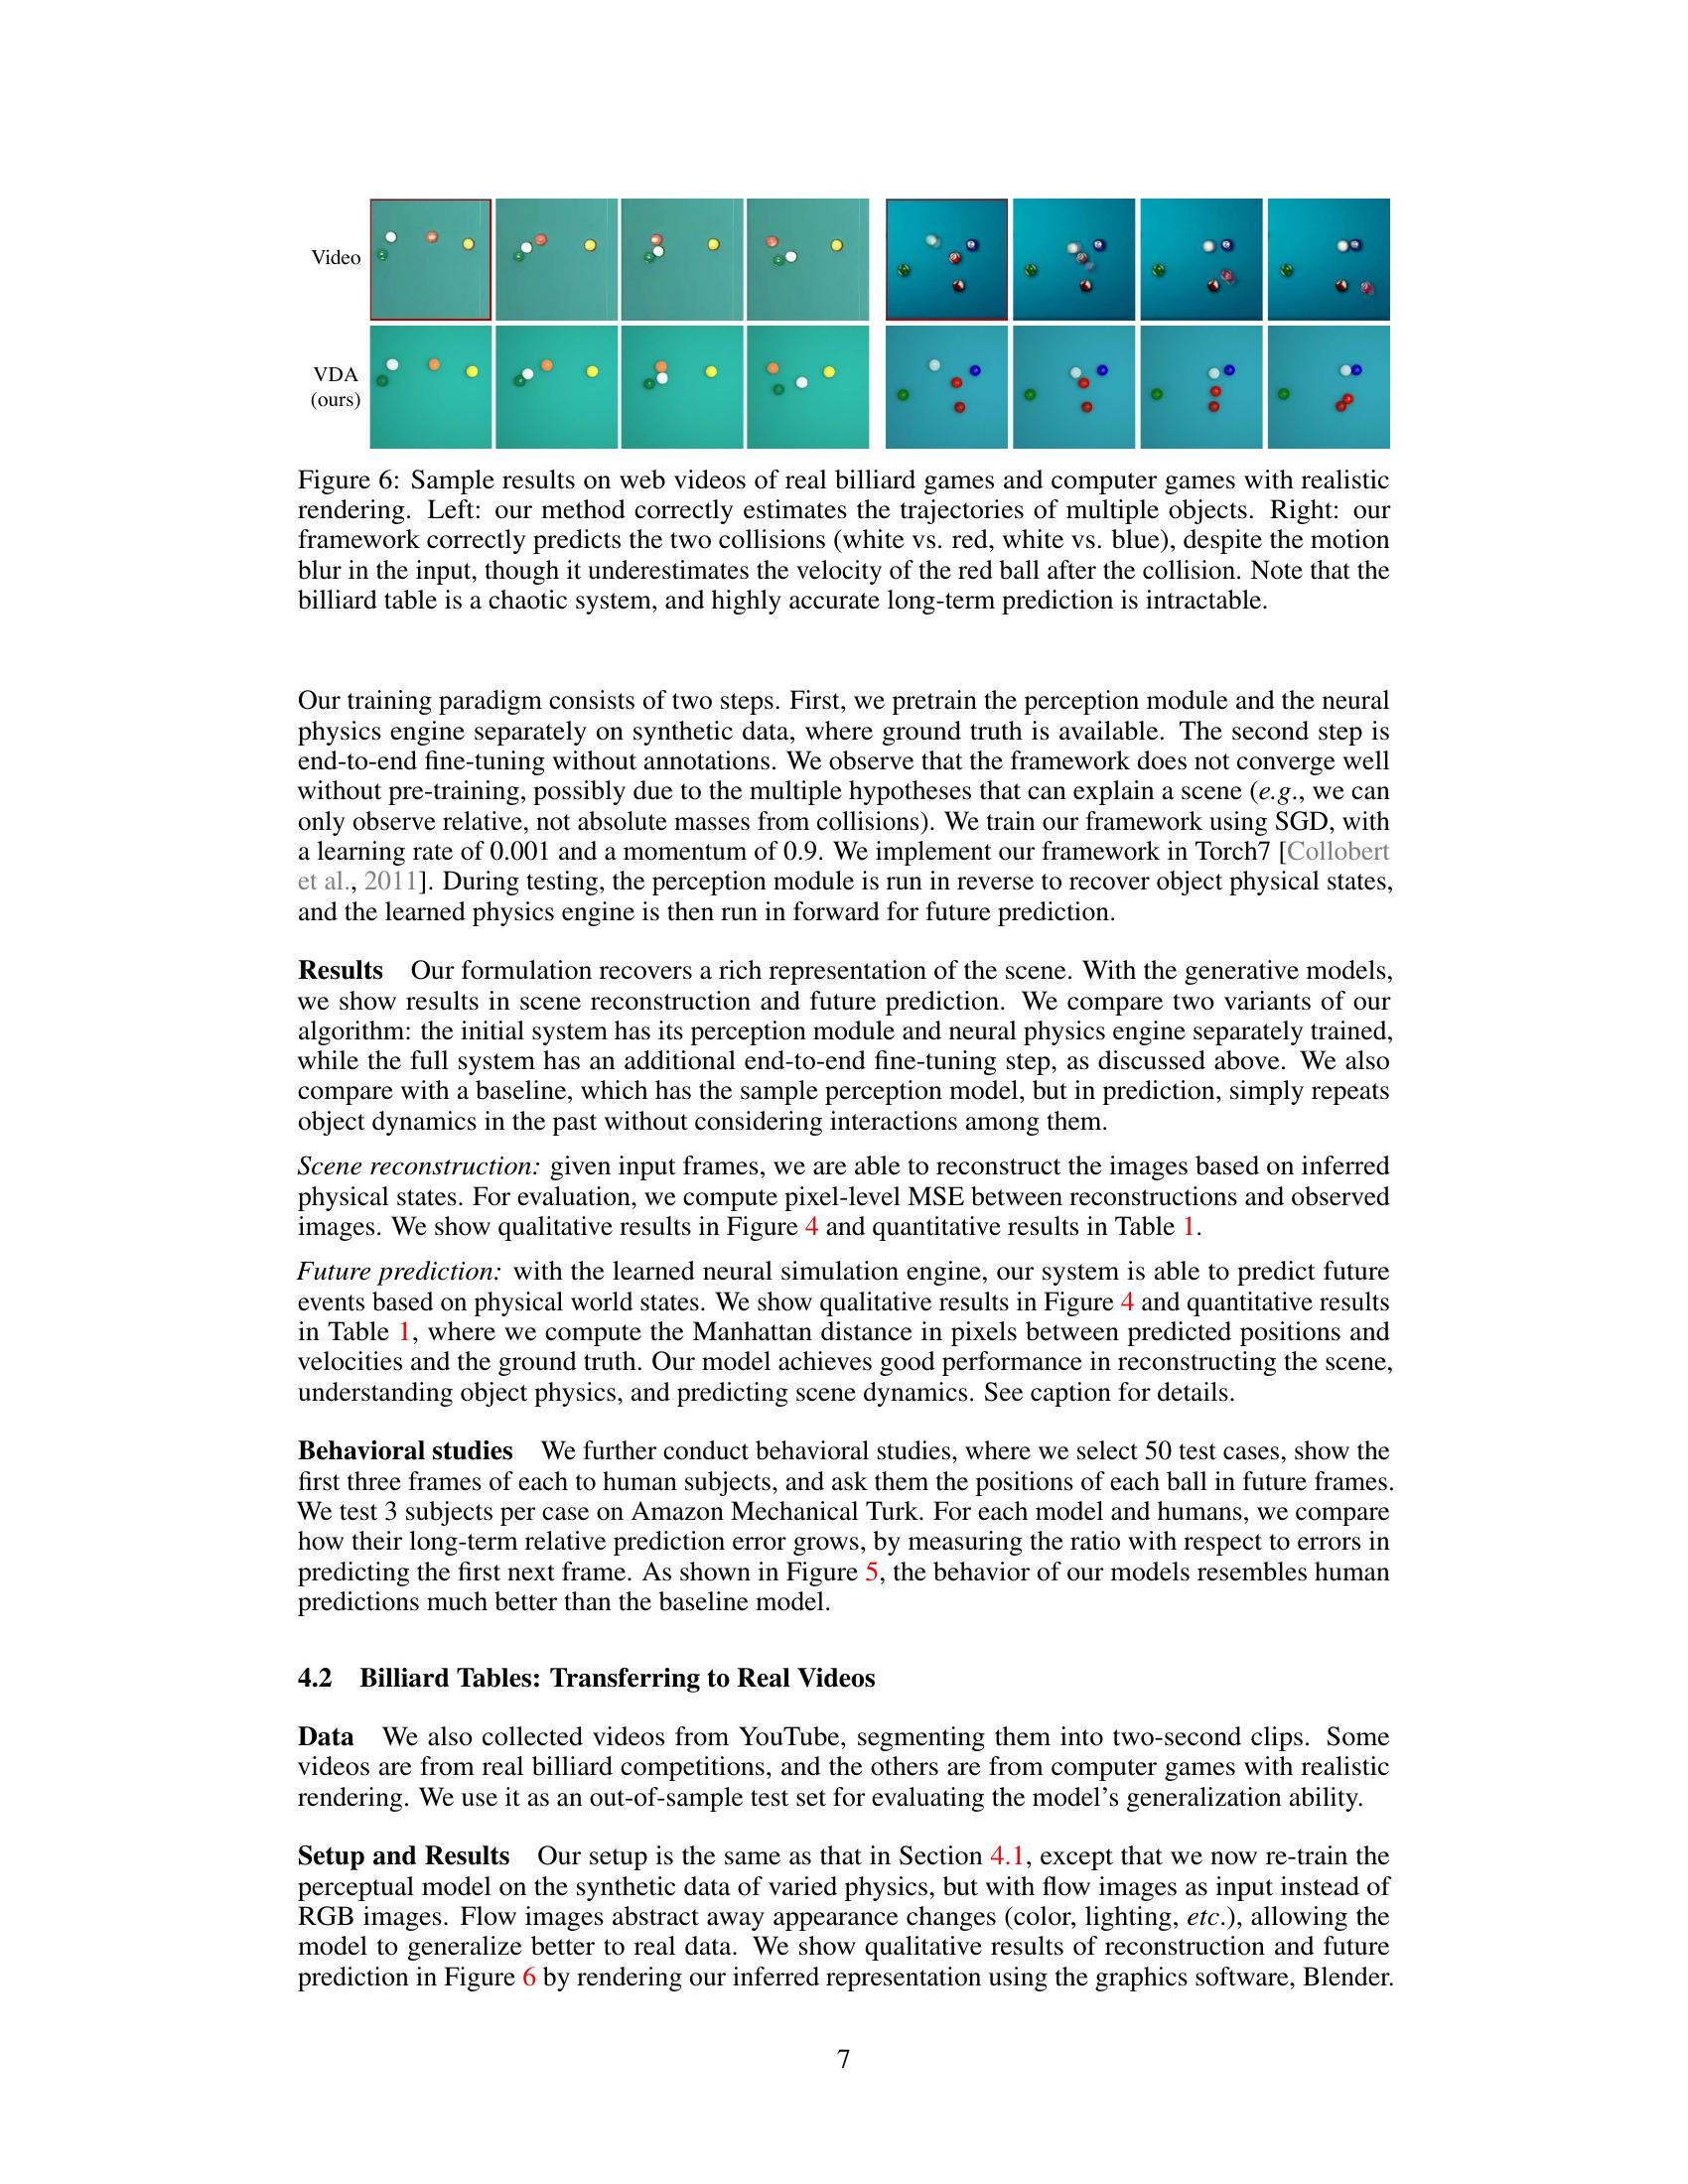 Video
VDA
(ours)
Figure 6: Sample results on web videos of real billiard games and computer games with realistic
rendering. Left: our method correctly estimates the trajectories of multiple objects. Right: our
framework correctly predicts the two collisions (white vs. red, white vs. blue), despite the motion
blur in the input, though it underestimates the velocity of the red ball after the collision. Note that the
billiard table is a chaotic system, and highly accurate long-term prediction is intractable.
Our training paradigm consists of two steps. First, we pretrain the perception module and the neural
physics engine separately on synthetic data, where ground truth is available. The second step is
end-to-end fine-tuning without annotations. We observe that the framework does not converge well
without pre-training, possibly due to the multiple hypotheses that can explain a scene (e.g., we can
only observe relative, not absolute masses from collisions). We train our framework using SGD, with
a learning rate of 0.001 and a momentum of 0.9. We implement our framework in Torch7 [Collobert
et al., 2011]. During testing, the perception module is run in reverse to recover object physical states,
and the learned physics engine is then run in forward for future prediction.
Results Our formulation recovers a rich representation of the scene. With the generative models,
we show results in scene reconstruction and future prediction. We compare two variants of our
algorithm: the initial system has its perception module and neural physics engine separately trained,
while the full system has an additional end-to-end fine-tuning step, as discussed above. We also
compare with a baseline, which has the sample perception model, but in prediction, simply repeats
object dynamics in the past without considering interactions among them.
Scene reconstruction: given input frames, we are able to reconstruct the images based on inferred
physical states. For evaluation, we compute pixel-level MSE between reconstructions and observed
images. We show qualitative results in Figure 4 and quantitative results in Table 1.
Future prediction: with the learned neural simulation engine, our system is able to predict future
events based on physical world states. We show qualitative results in Figure 4 and quantitative results
in Table 1, where we compute the Manhattan distance in pixels between predicted positions and
velocities and the ground truth. Our model achieves good performance in reconstructing the scene,
understanding object physics, and predicting scene dynamics. See caption for details.
Behavioral studies We further conduct behavioral studies, where we select 50 test cases, show the
first three frames of each to human subjects, and ask them the positions of each ball in future frames.
We test 3 subjects per case on Amazon Mechanical Turk. For each model and humans, we compare
how their long-term relative prediction error grows, by measuring the ratio with respect to errors in
predicting the first next frame. As shown in Figure 5, the behavior of our models resembles human
predictions much better than the baseline model.
4.2 Billiard Tables: Transferring to Real Videos
Data We also collected videos from YouTube, segmenting them into two-second clips. Some
videos are from real billiard competitions, and the others are from computer games with realistic
rendering. We use it as an out-of-sample test set for evaluating the model's generalization ability.
Setup and Results Our setup is the same as that in Section 4.1, except that we now re-train the
perceptual model on the synthetic data of varied physics, but with flow images as input instead of
RGB images. Flow images abstract away appearance changes (color, lighting, etc.), allowing the
model to generalize better to real data. We show qualitative results of reconstruction and future
prediction in Figure 6 by rendering our inferred representation using the graphics software, Blender.
7